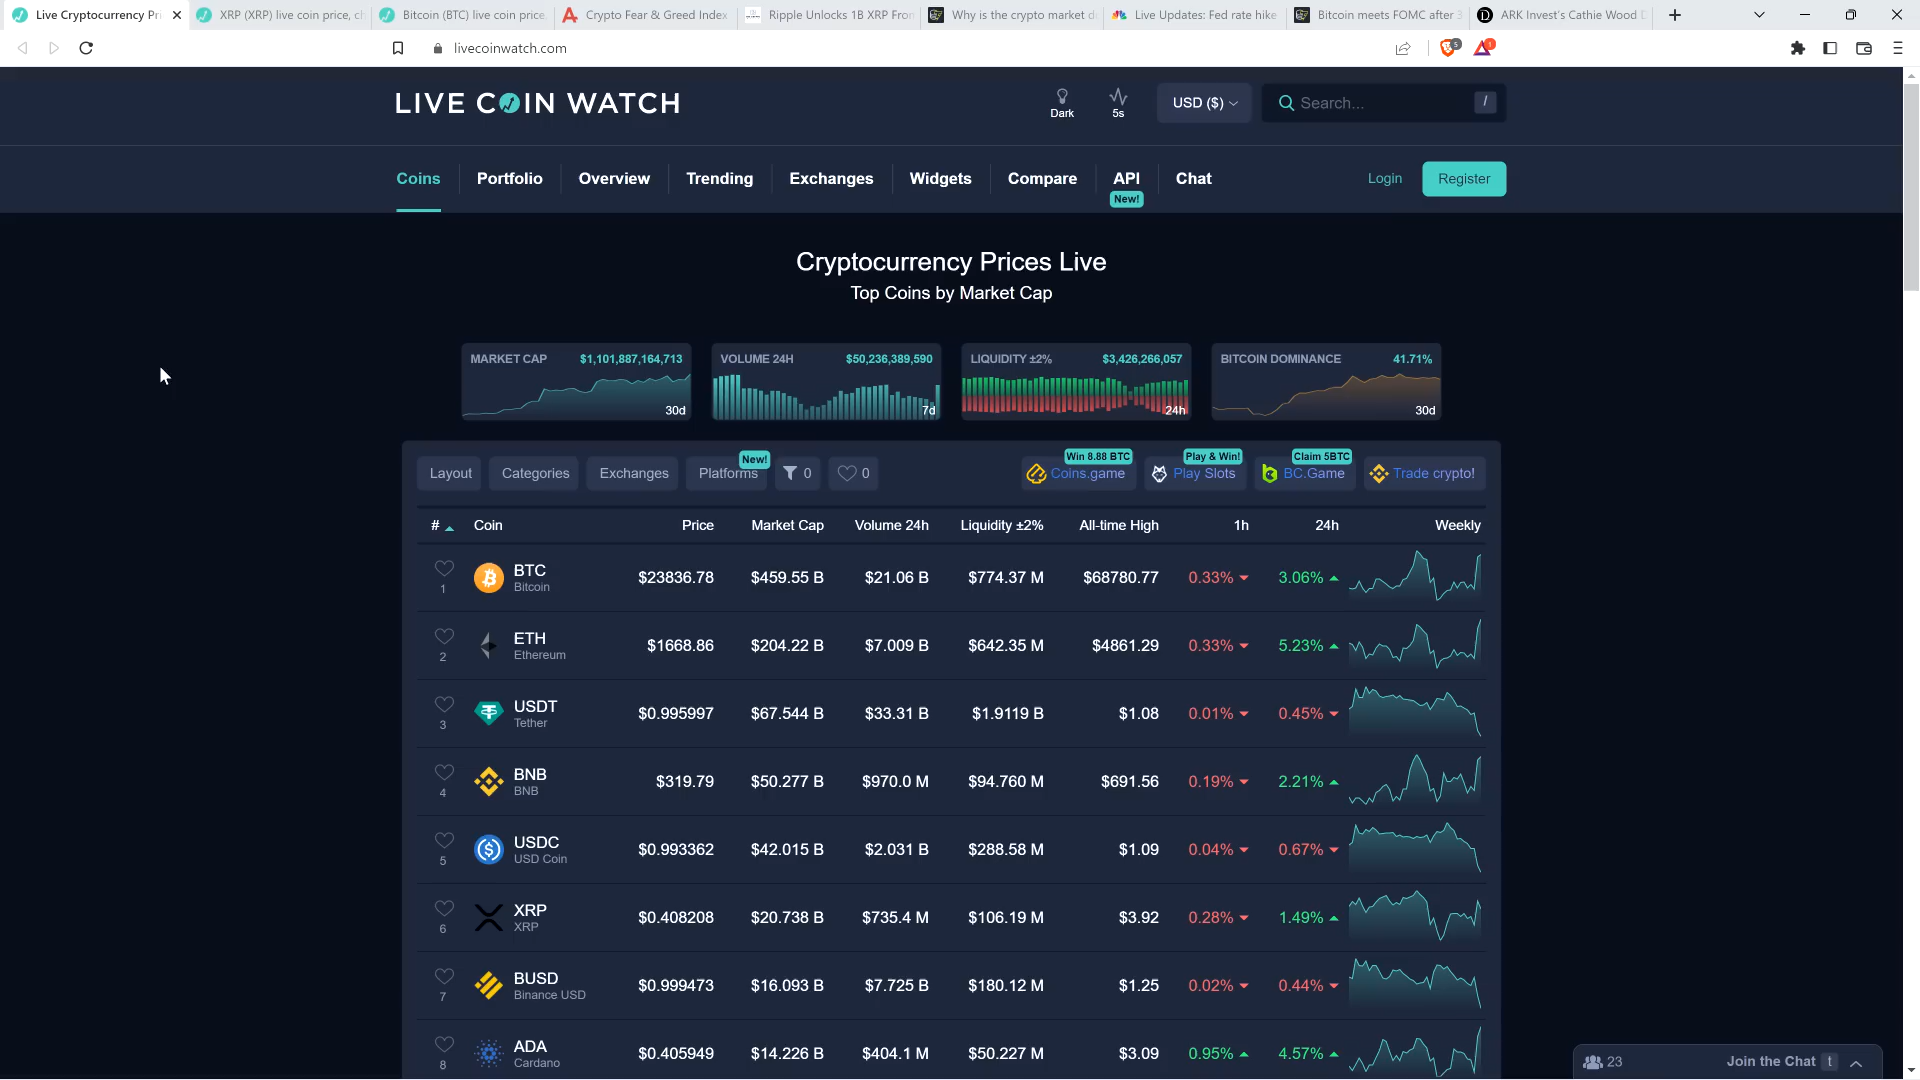 Live Cryptocurrency Pri
XRP (XRP) live coin price, ch
Bitcoin (BTC) live coin price,
Crypto Fear & Greed Index
Ripple Unlocks 1B XRP From
Why is the crypto market d
Live Updates: Fed rate hike
Bitcoin meets FOMC after 3
ARK Invest's Cathie Wood D
livecoinwatch.com
LIVE COIN WATCH
Dark
5s
USD ($)
Search...
/
Coins
Portfolio
Overview
Trending
Exchanges
Widgets
Compare
API
New!
Chat
Login
Register
Cryptocurrency Prices Live
Top Coins by Market Cap
MARKET CAP $1,101,887,164,713
30d
VOLUME 24H $50,236,389,590
7d
LIQUIDITY ±2% $3,426,266,057
24h
BITCOIN DOMINANCE 41.71%
30d
Layout
Categories
Exchanges
Platforms
New!
0
0
Win 8.88 BTC
Coins.game
Play & Win!
Play Slots
Claim 5BTC
BC.Game
Trade crypto!
# Coin Price Market Cap Volume 24h Liquidity ±2% All-time High 1h 24h Weekly
1 BTC Bitcoin $23836.78 $459.55 B $21.06 B $774.37 M $68780.77 0.33% 3.06%
2 ETH Ethereum $1668.86 $204.22 B $7.009 B $642.35 M $4861.29 0.33% 5.23%
3 USDT Tether $0.995997 $67.544 B $33.31 B $1.9119 B $1.08 0.01% 0.45%
4 BNB BNB $319.79 $50.277 B $970.0 M $94.760 M $691.56 0.19% 2.21%
5 USDC USD Coin $0.993362 $42.015 B $2.031 B $288.58 M $1.09 0.04% 0.67%
6 XRP XRP $0.408208 $20.738 B $735.4 M $106.19 M $3.92 0.28% 1.49%
7 BUSD Binance USD $0.999473 $16.093 B $7.725 B $180.12 M $1.25 0.02% 0.44%
8 ADA Cardano $0.405949 $14.226 B $404.1 M $50.227 M $3.09 0.95% 4.57%
23 Join the Chat t